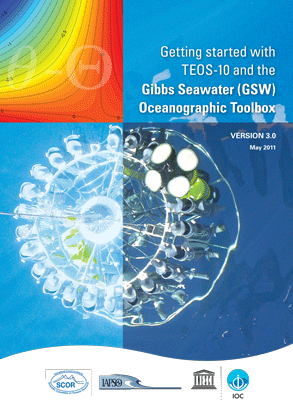 Getting started with
TEOS-10 and the
Gibbs Seawater (GSW)
Oceanographic Toolbox
θ-Θ
VERSION 3.0
May 2011
SCOR
IAPSO
IOC